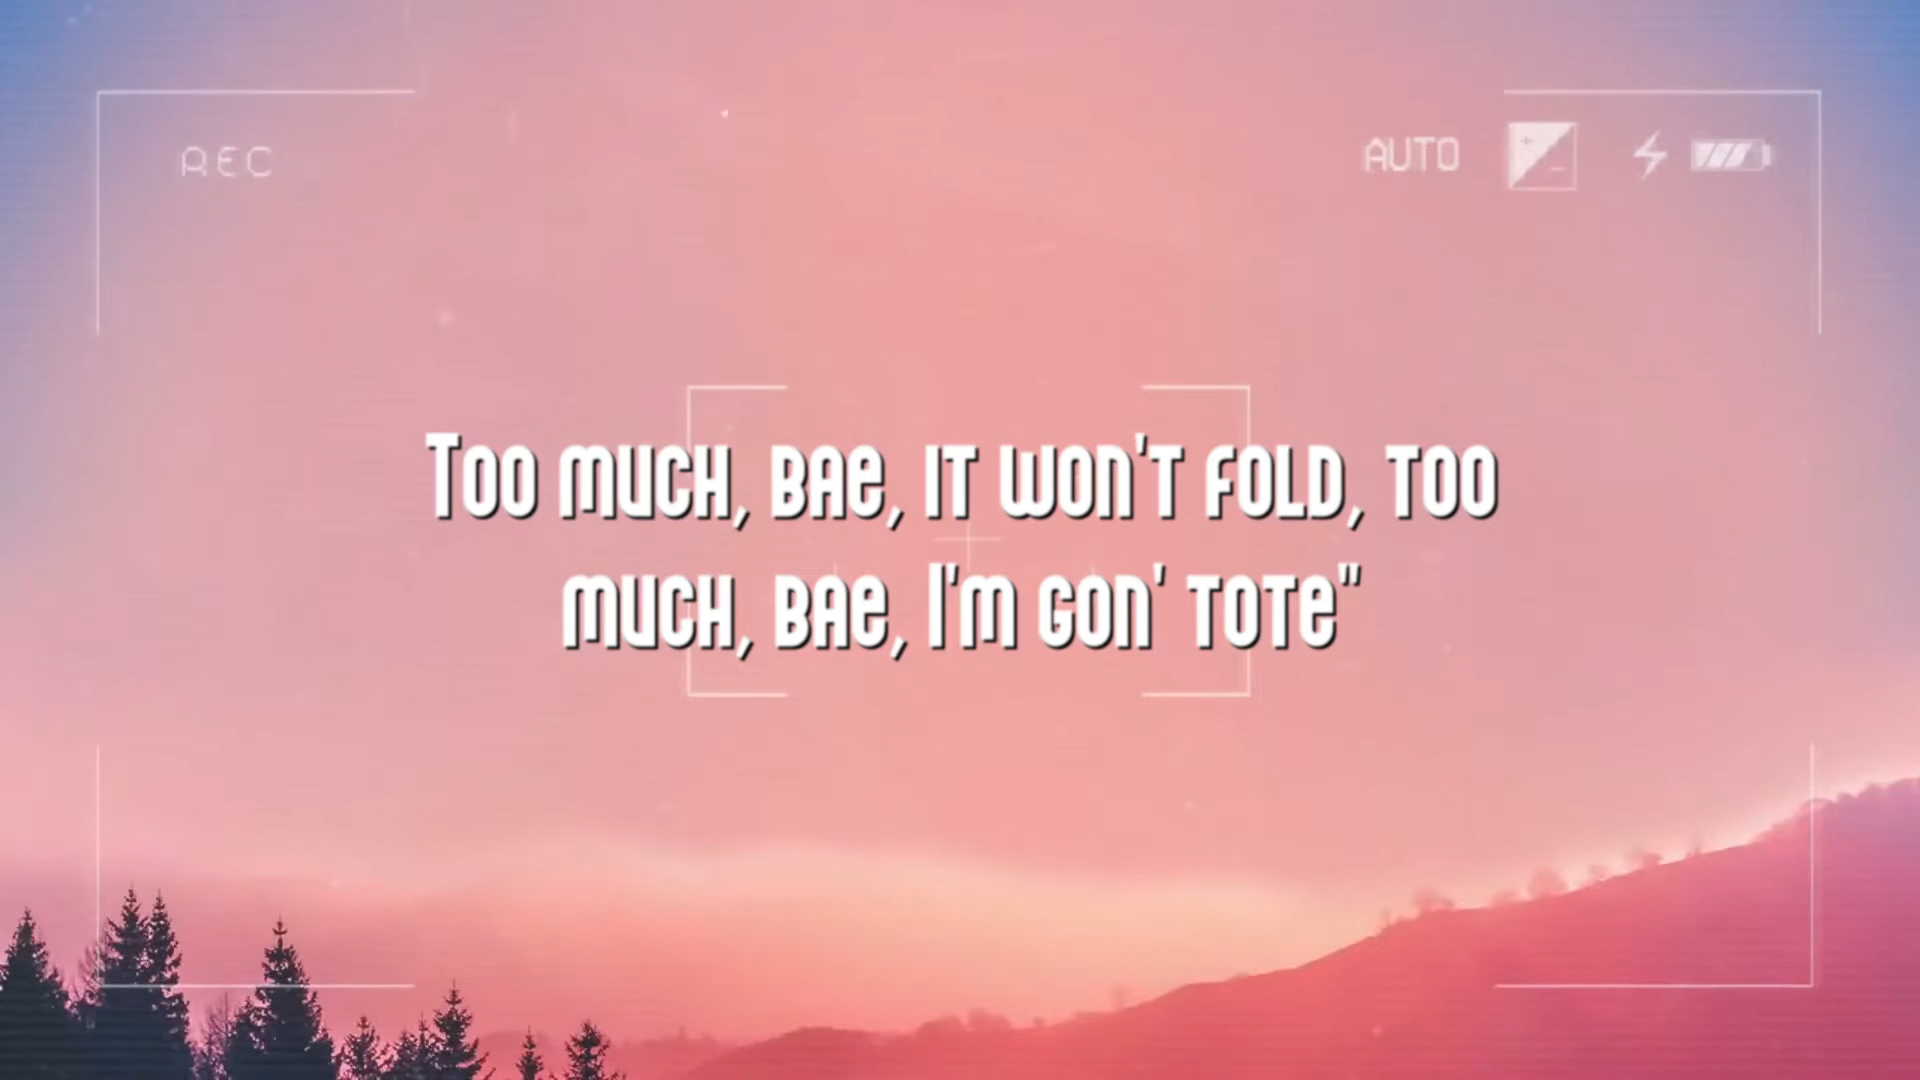 REC
AUTO
Too much, bae, it won't fold, too
much, bae, I'm gon' tote"